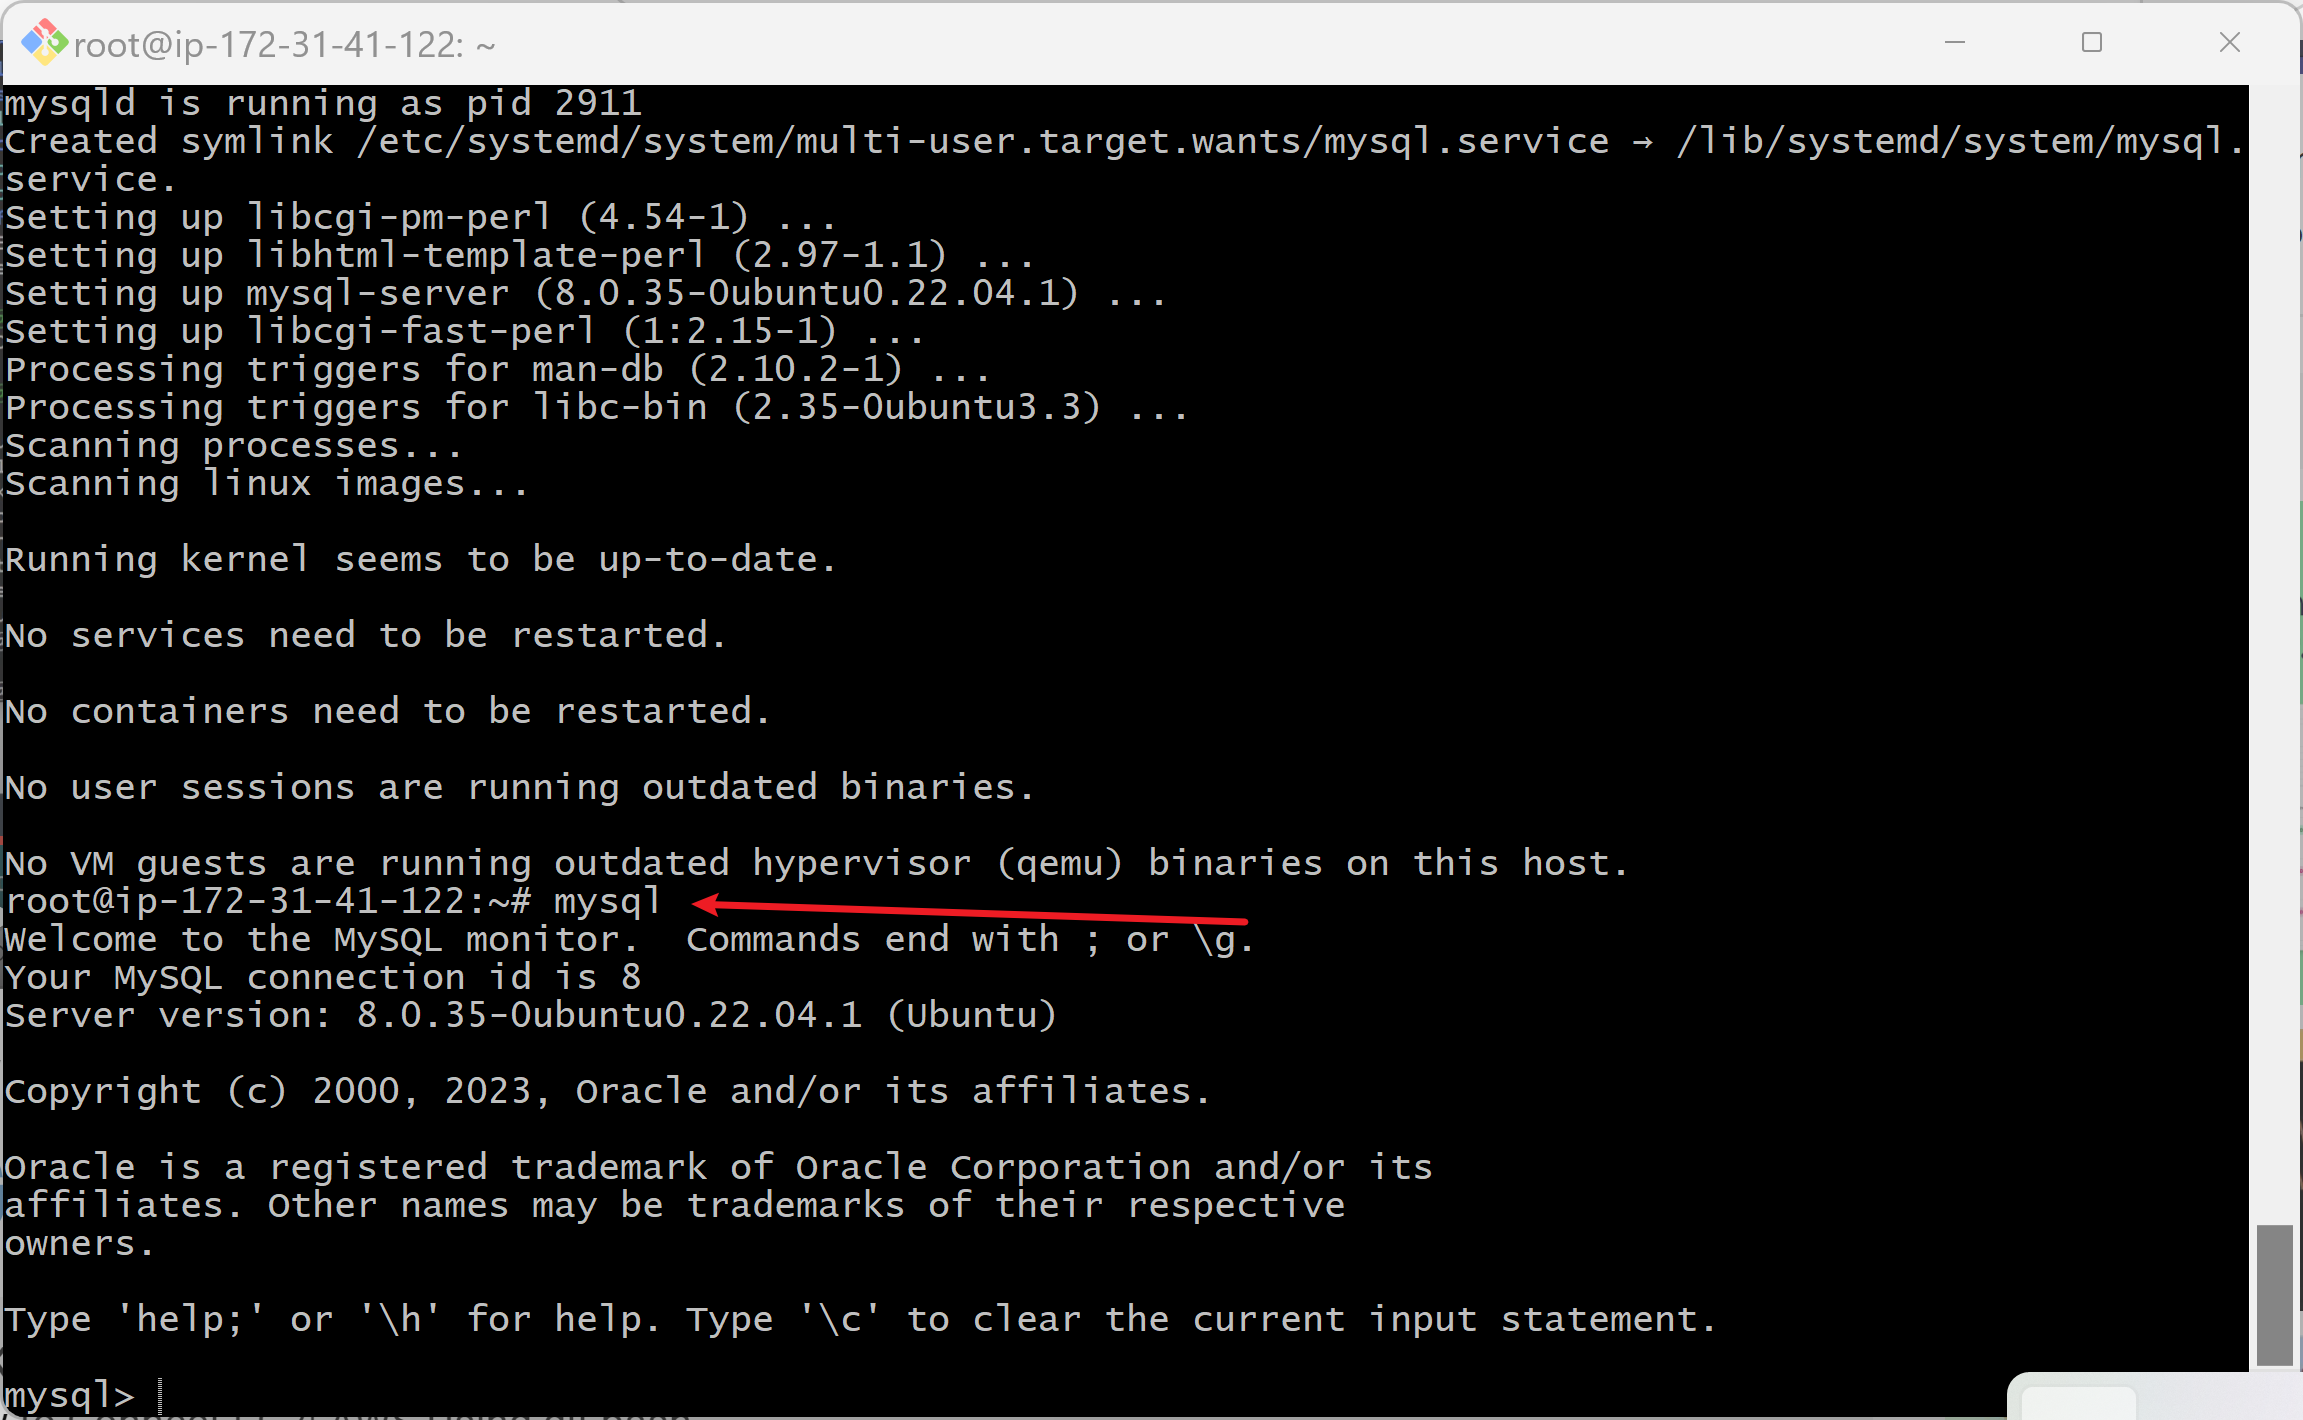 root@ip-172-31-41-122: ~
mysqld is running as pid 2911
Created symlink /etc/systemd/system/multi-user.target.wants/mysql.service → /lib/systemd/system/mysql.
service.
Setting up libcgi-pm-perl (4.54-1) ...
Setting up libhtml-template-perl (2.97-1.1) ...
Setting up mysql-server (8.0.35-0ubuntu0.22.04.1) ...
Setting up libcgi-fast-perl (1:2.15-1) ...
Processing triggers for man-db (2.10.2-1) ...
Processing triggers for libc-bin (2.35-0ubuntu3.3) ...
Scanning processes...
Scanning linux images...
Running kernel seems to be up-to-date.
No services need to be restarted.
No containers need to be restarted.
No user sessions are running outdated binaries.
No VM guests are running outdated hypervisor (qemu) binaries on this host.
root@ip-172-31-41-122:~# mysql
Welcome to the MySQL monitor.  Commands end with ; or \g.
Your MySQL connection id is 8
Server version: 8.0.35-0ubuntu0.22.04.1 (Ubuntu)
Copyright (c) 2000, 2023, Oracle and/or its affiliates.
Oracle is a registered trademark of Oracle Corporation and/or its
affiliates. Other names may be trademarks of their respective
owners.
Type 'help;' or '\h' for help. Type '\c' to clear the current input statement.
mysql>